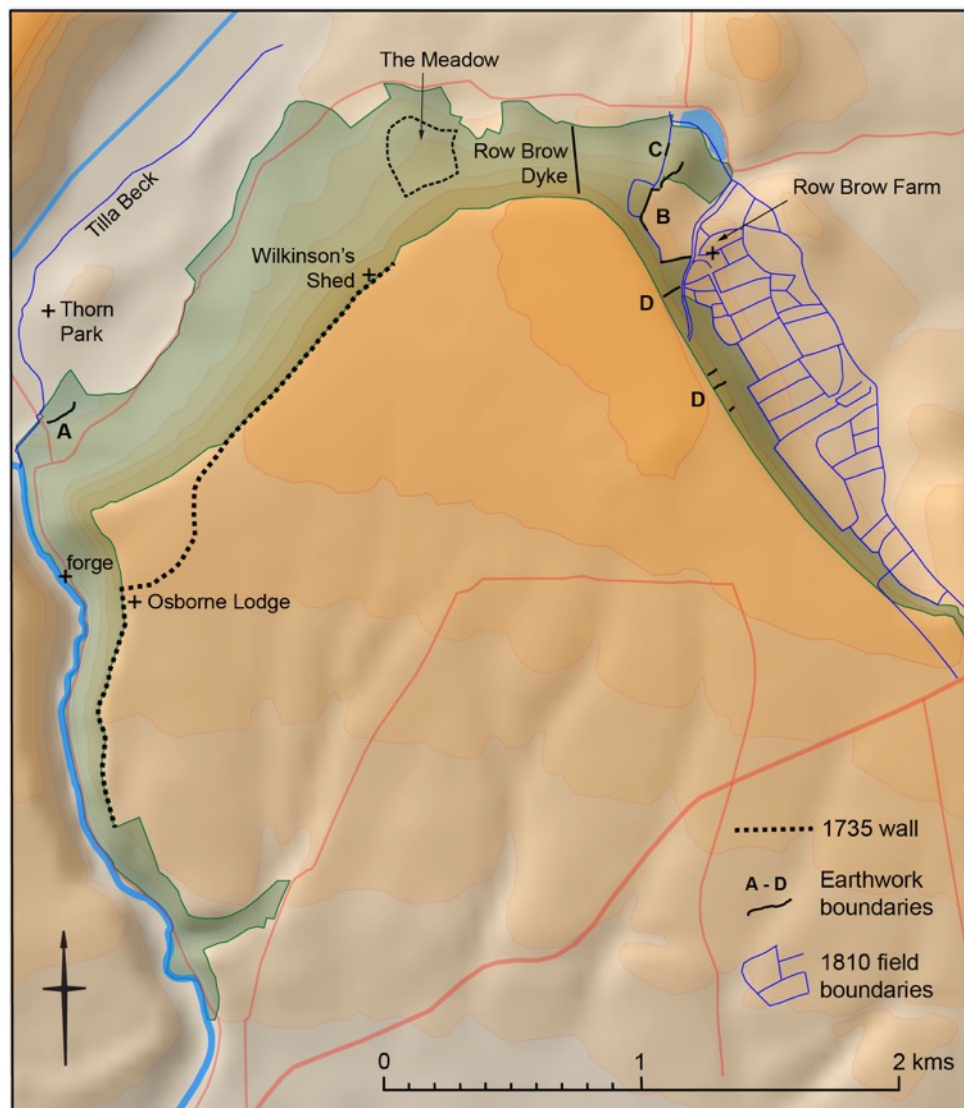 The Meadow
Tilla Beck
Row Brow
Dyke
C
Row Brow Farm
B
Wilkinson's
Shed
Thorn
Park
D
D
A
forge
Osborne Lodge
1735 wall
A - D
Earthwork
boundaries
1810 field
boundaries
0 1 2 kms